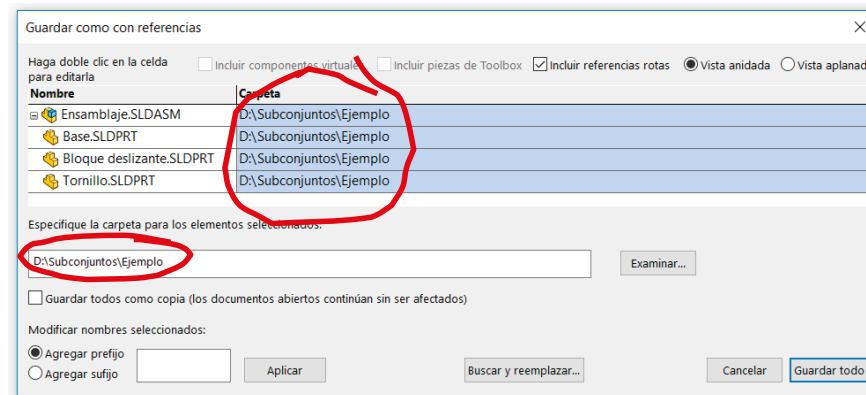 Guardar como con referencias
Haga doble clic en la celda para editarla
Incluir componentes virtuales Incluir piezas de Toolbox Incluir referencias rotas Vista anidada Vista aplanad
Nombre Carpeta
Ensamblaje.SLDASM D:\Subconjuntos\Ejemplo
Base.SLDPRT D:\Subconjuntos\Ejemplo
Bloque deslizante.SLDPRT D:\Subconjuntos\Ejemplo
Tornillo.SLDPRT D:\Subconjuntos\Ejemplo
Especifique la carpeta para los elementos seleccionados:
D:\Subconjuntos\Ejemplo
Examinar...
Guardar todos como copia (los documentos abiertos continúan sin ser afectados)
Modificar nombres seleccionados:
Agregar prefijo
Agregar sufijo
Aplicar Buscar y reemplazar... Cancelar Guardar todo